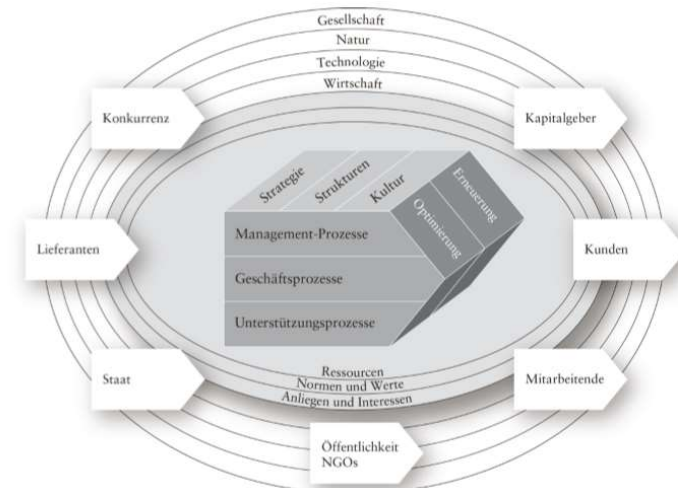 Gesellschaft
Natur
Technologie
Wirtschaft
Konkurrenz
Kapitalgeber
Strategie
Strukturen
Kultur
Erneuerung
Optimierung
Management-Prozesse
Lieferanten
Kunden
Geschäftsprozesse
Unterstützungsprozesse
Ressourcen
Normen und Werte
Anliegen und Interessen
Staat
Mitarbeitende
Öffentlichkeit
NGOs